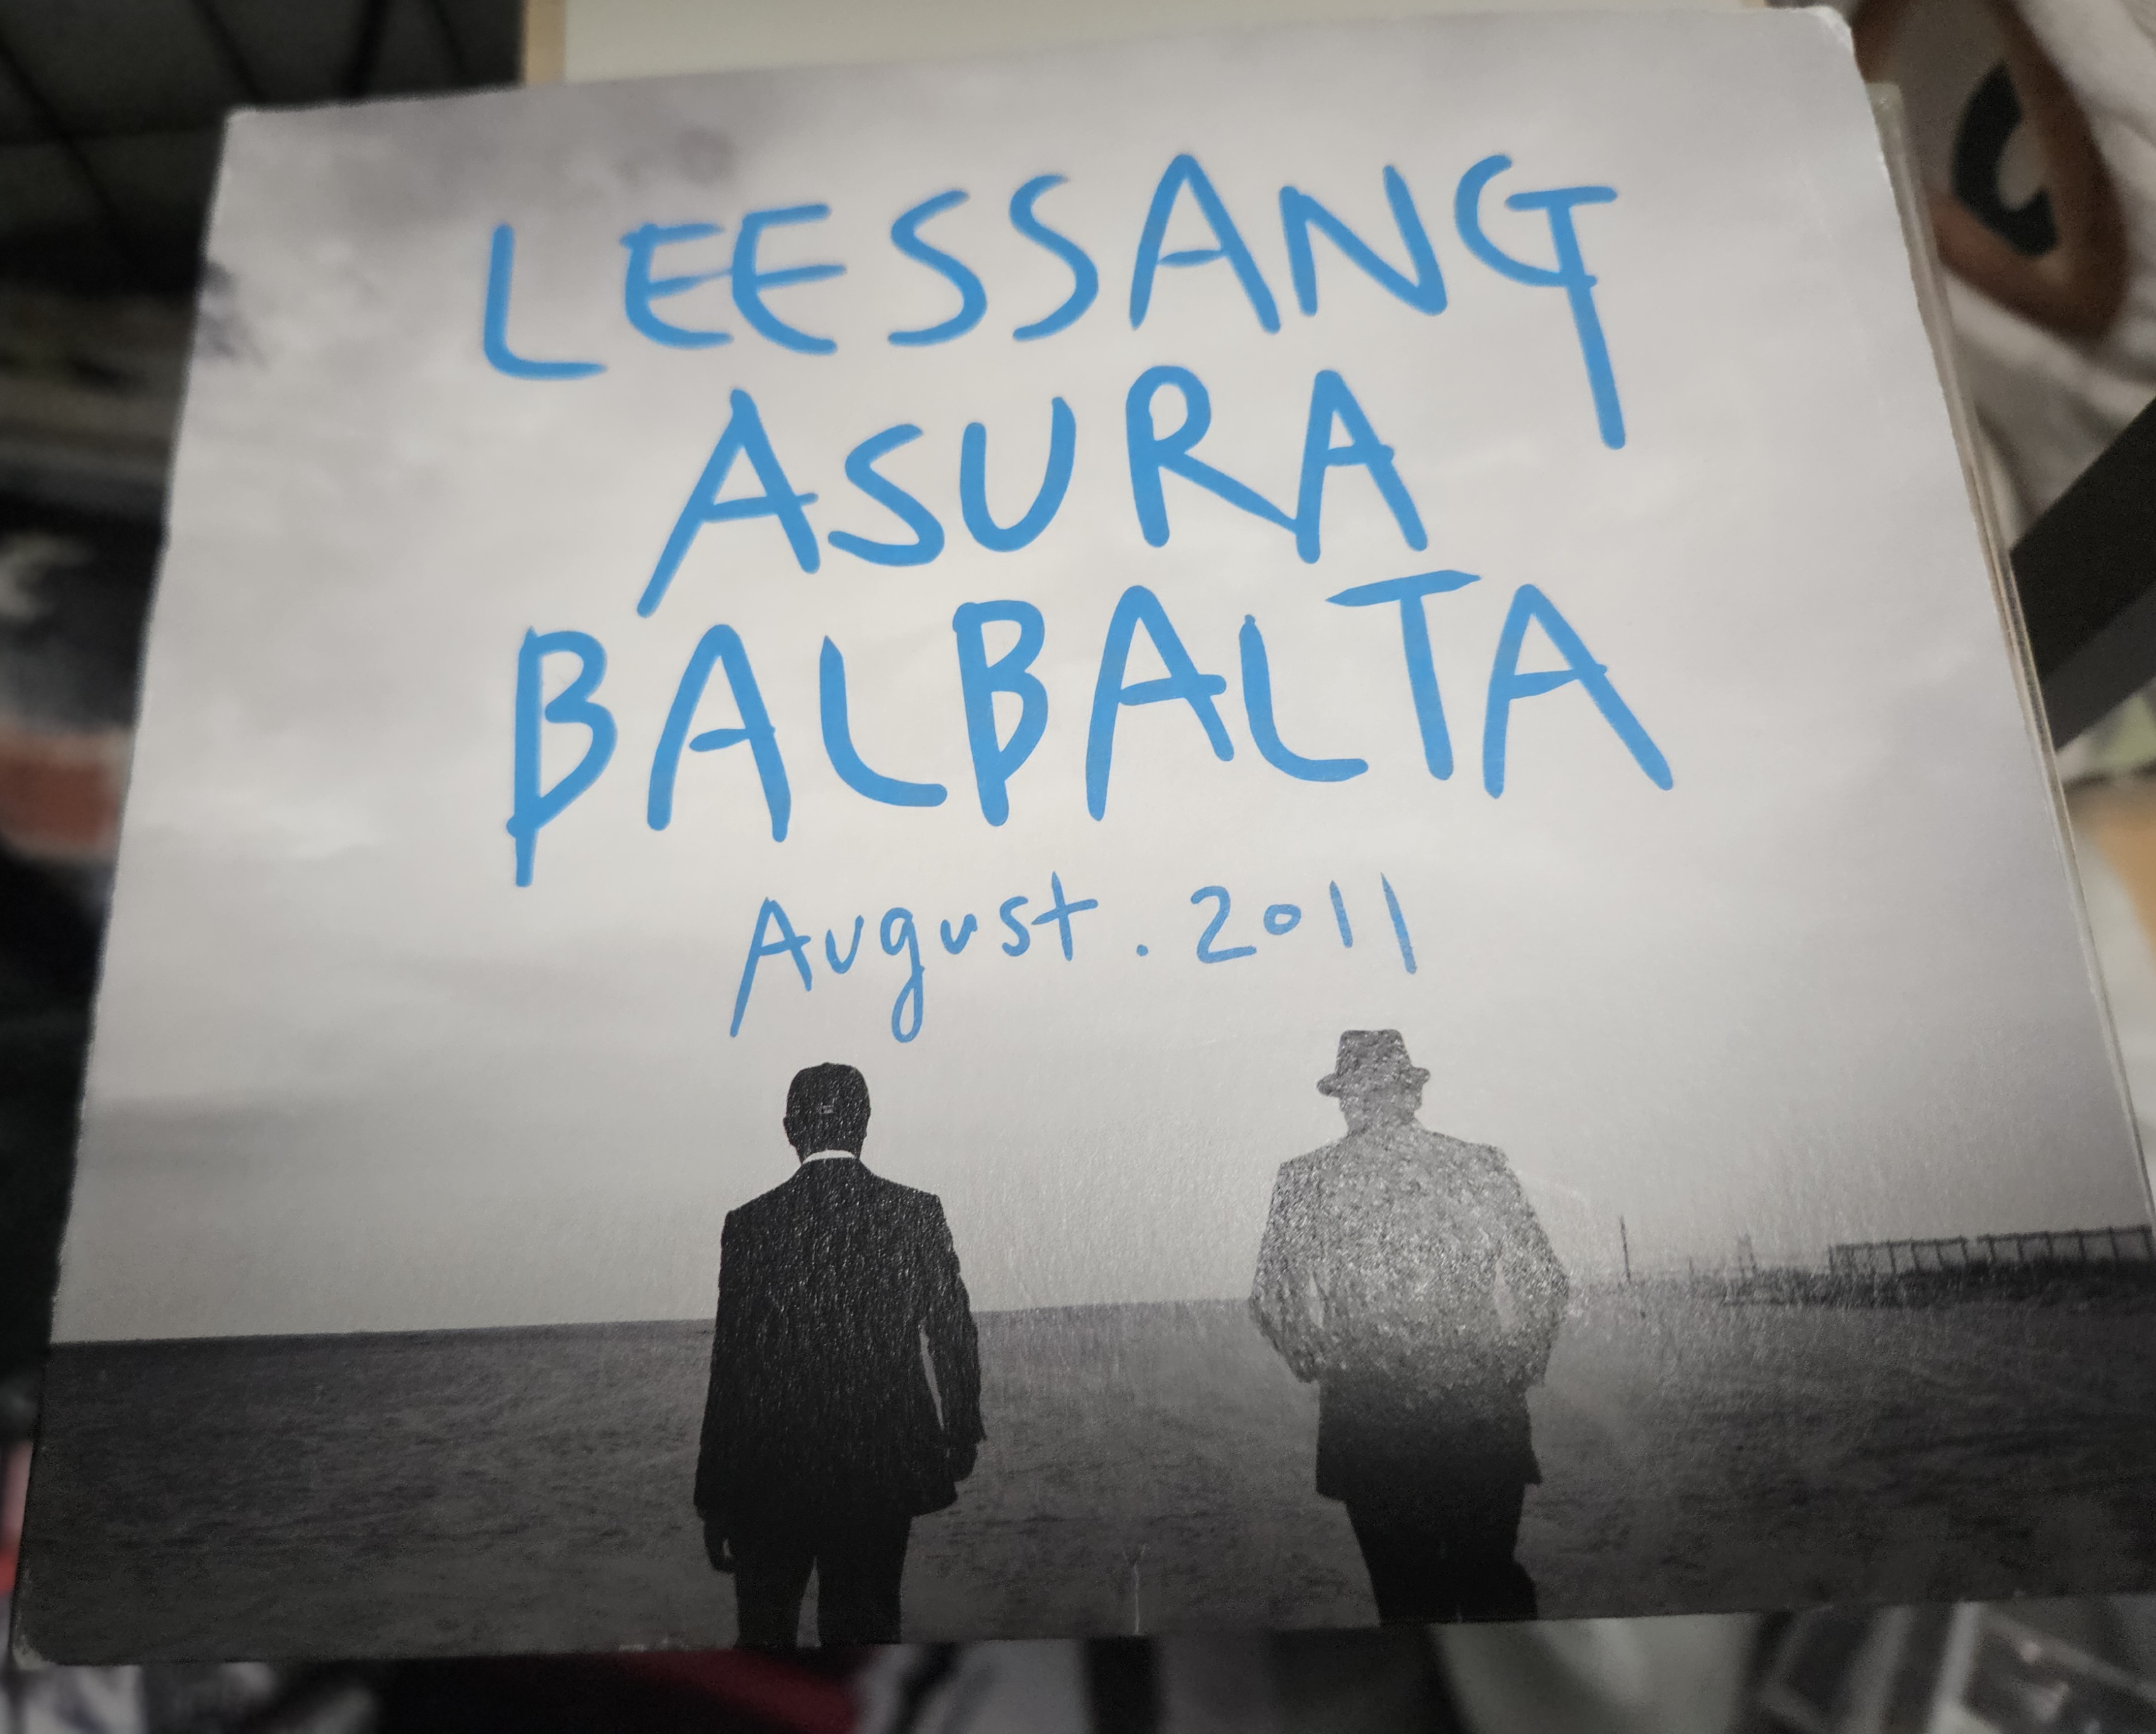 LEESSANG
ASURA
BALBALTA
August. 2011